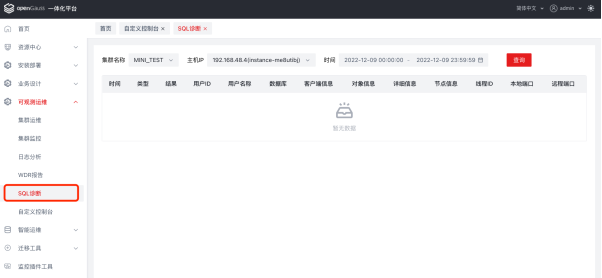 openGauss 一体化平台
简体中文
admin
首页
资源中心
安装部署
业务设计
可观测运维
集群运维
集群监控
日志分析
WDR报告
SQL诊断
自定义控制台
智能运维
迁移工具
监控插件工具
首页 自定义控制台 × SQL诊断 ×
集群名称 MINI_TEST 主机IP 192.168.48.4(instance-me8utlbj) 时间 2022-12-09 00:00:00 - 2022-12-09 23:59:59 查询
时间 类型 结果 用户ID 用户名称 数据库 客户端信息 对象信息 详细信息 节点信息 线程ID 本地端口 远程端口
暂无数据